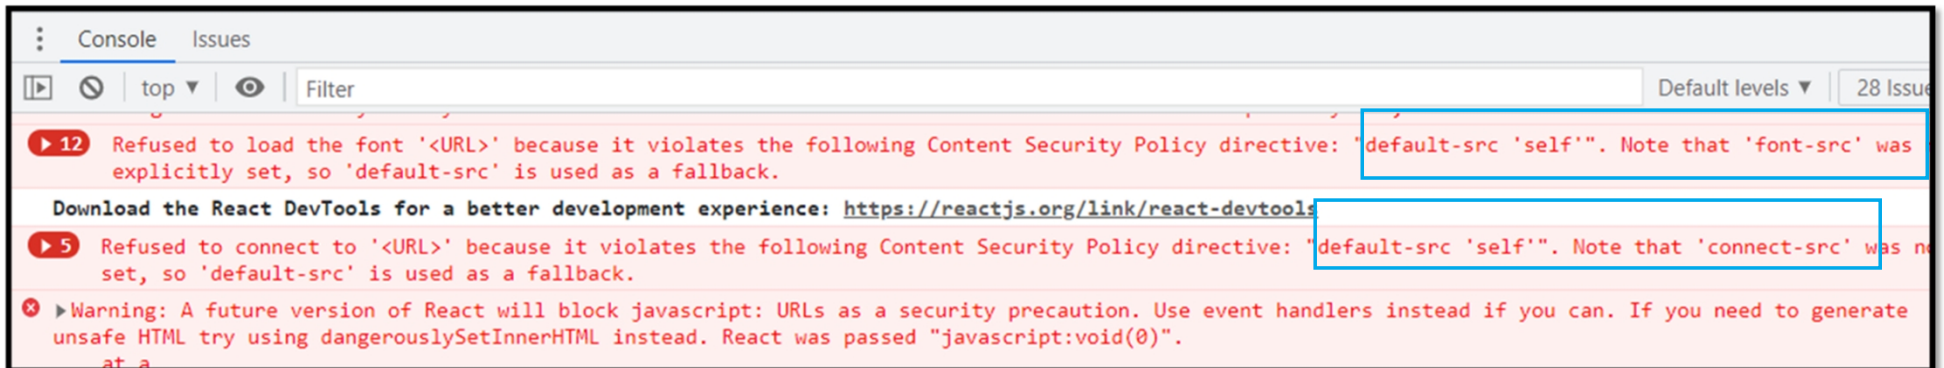 Console Issues
top ▼ Filter Default levels ▼ 28 Issue
12 Refused to load the font '<URL>' because it violates the following Content Security Policy directive: "default-src 'self'". Note that 'font-src' was
explicitly set, so 'default-src' is used as a fallback.
Download the React DevTools for a better development experience: https://reactjs.org/link/react-devtools
5 Refused to connect to '<URL>' because it violates the following Content Security Policy directive: "default-src 'self'". Note that 'connect-src' was
set, so 'default-src' is used as a fallback.
Warning: A future version of React will block javascript: URLs as a security precaution. Use event handlers instead if you can. If you need to generate
unsafe HTML try using dangerouslySetInnerHTML instead. React was passed "javascript:void(0)".
at a